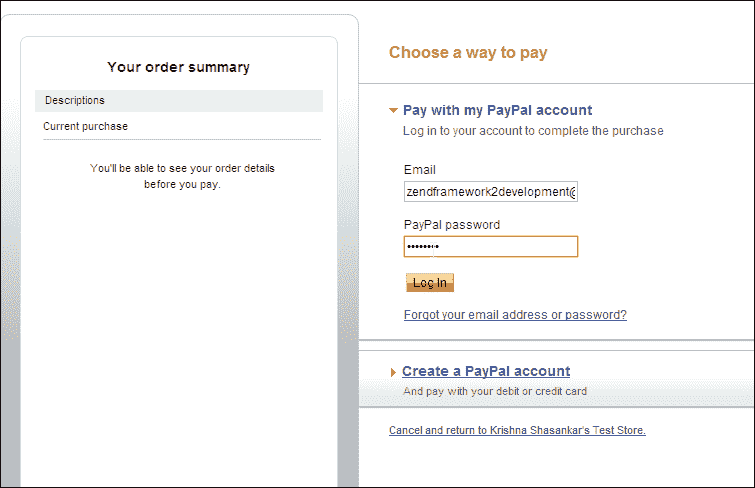 Your order summary
Descriptions
Current purchase
You'll be able to see your order details
before you pay.
Choose a way to pay
Pay with my PayPal account
Log in to your account to complete the purchase
Email
zendframework2development@
PayPal password
••••••••
Log In
Forgot your email address or password?
Create a PayPal account
And pay with your debit or credit card
Cancel and return to Krishna Shasankar's Test Store.